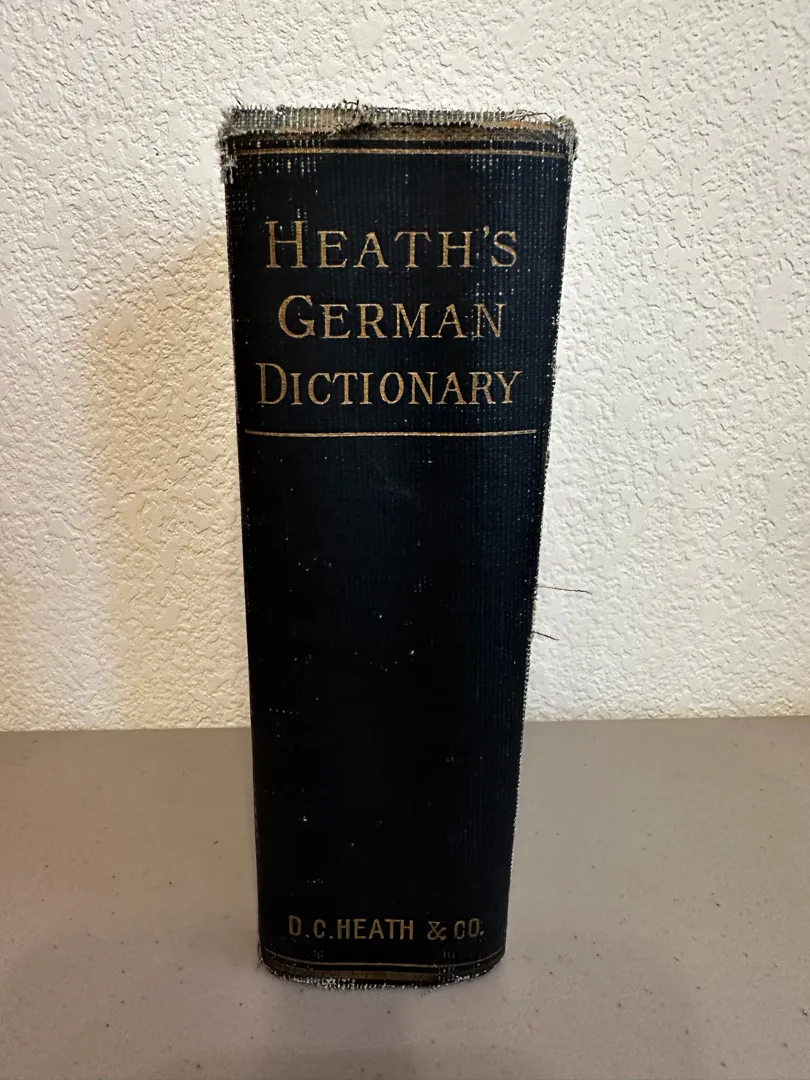 HEATH'S
GERMAN
DICTIONARY
D.C. HEATH & CO.